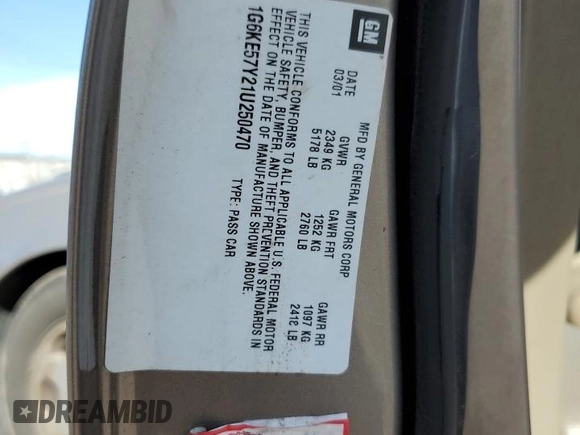 GM
MFD BY GENERAL MOTORS CORP
DATE GVWR GAWR FRT GAWR RR
03/01 2349 KG 1252 KG 1097 KG
5178 LB 2760 LB 2418 LB
THIS VEHICLE CONFORMS TO ALL APPLICABLE U.S. FEDERAL MOTOR
VEHICLE SAFETY, BUMPER, AND THEFT PREVENTION STANDARDS IN
EFFECT ON THE DATE OF MANUFACTURE SHOWN ABOVE.
1G6KE57Y21U250470 TYPE: PASS CAR
DREAMBID